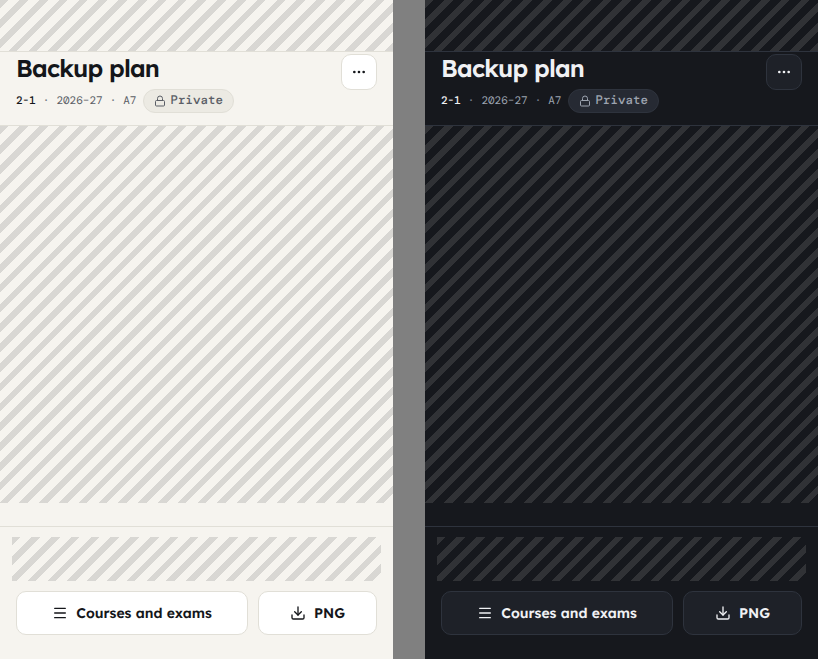 Backup plan
2-1 · 2026-27 · A7 Private
Courses and exams PNG
Backup plan
2-1 · 2026-27 · A7 Private
Courses and exams PNG